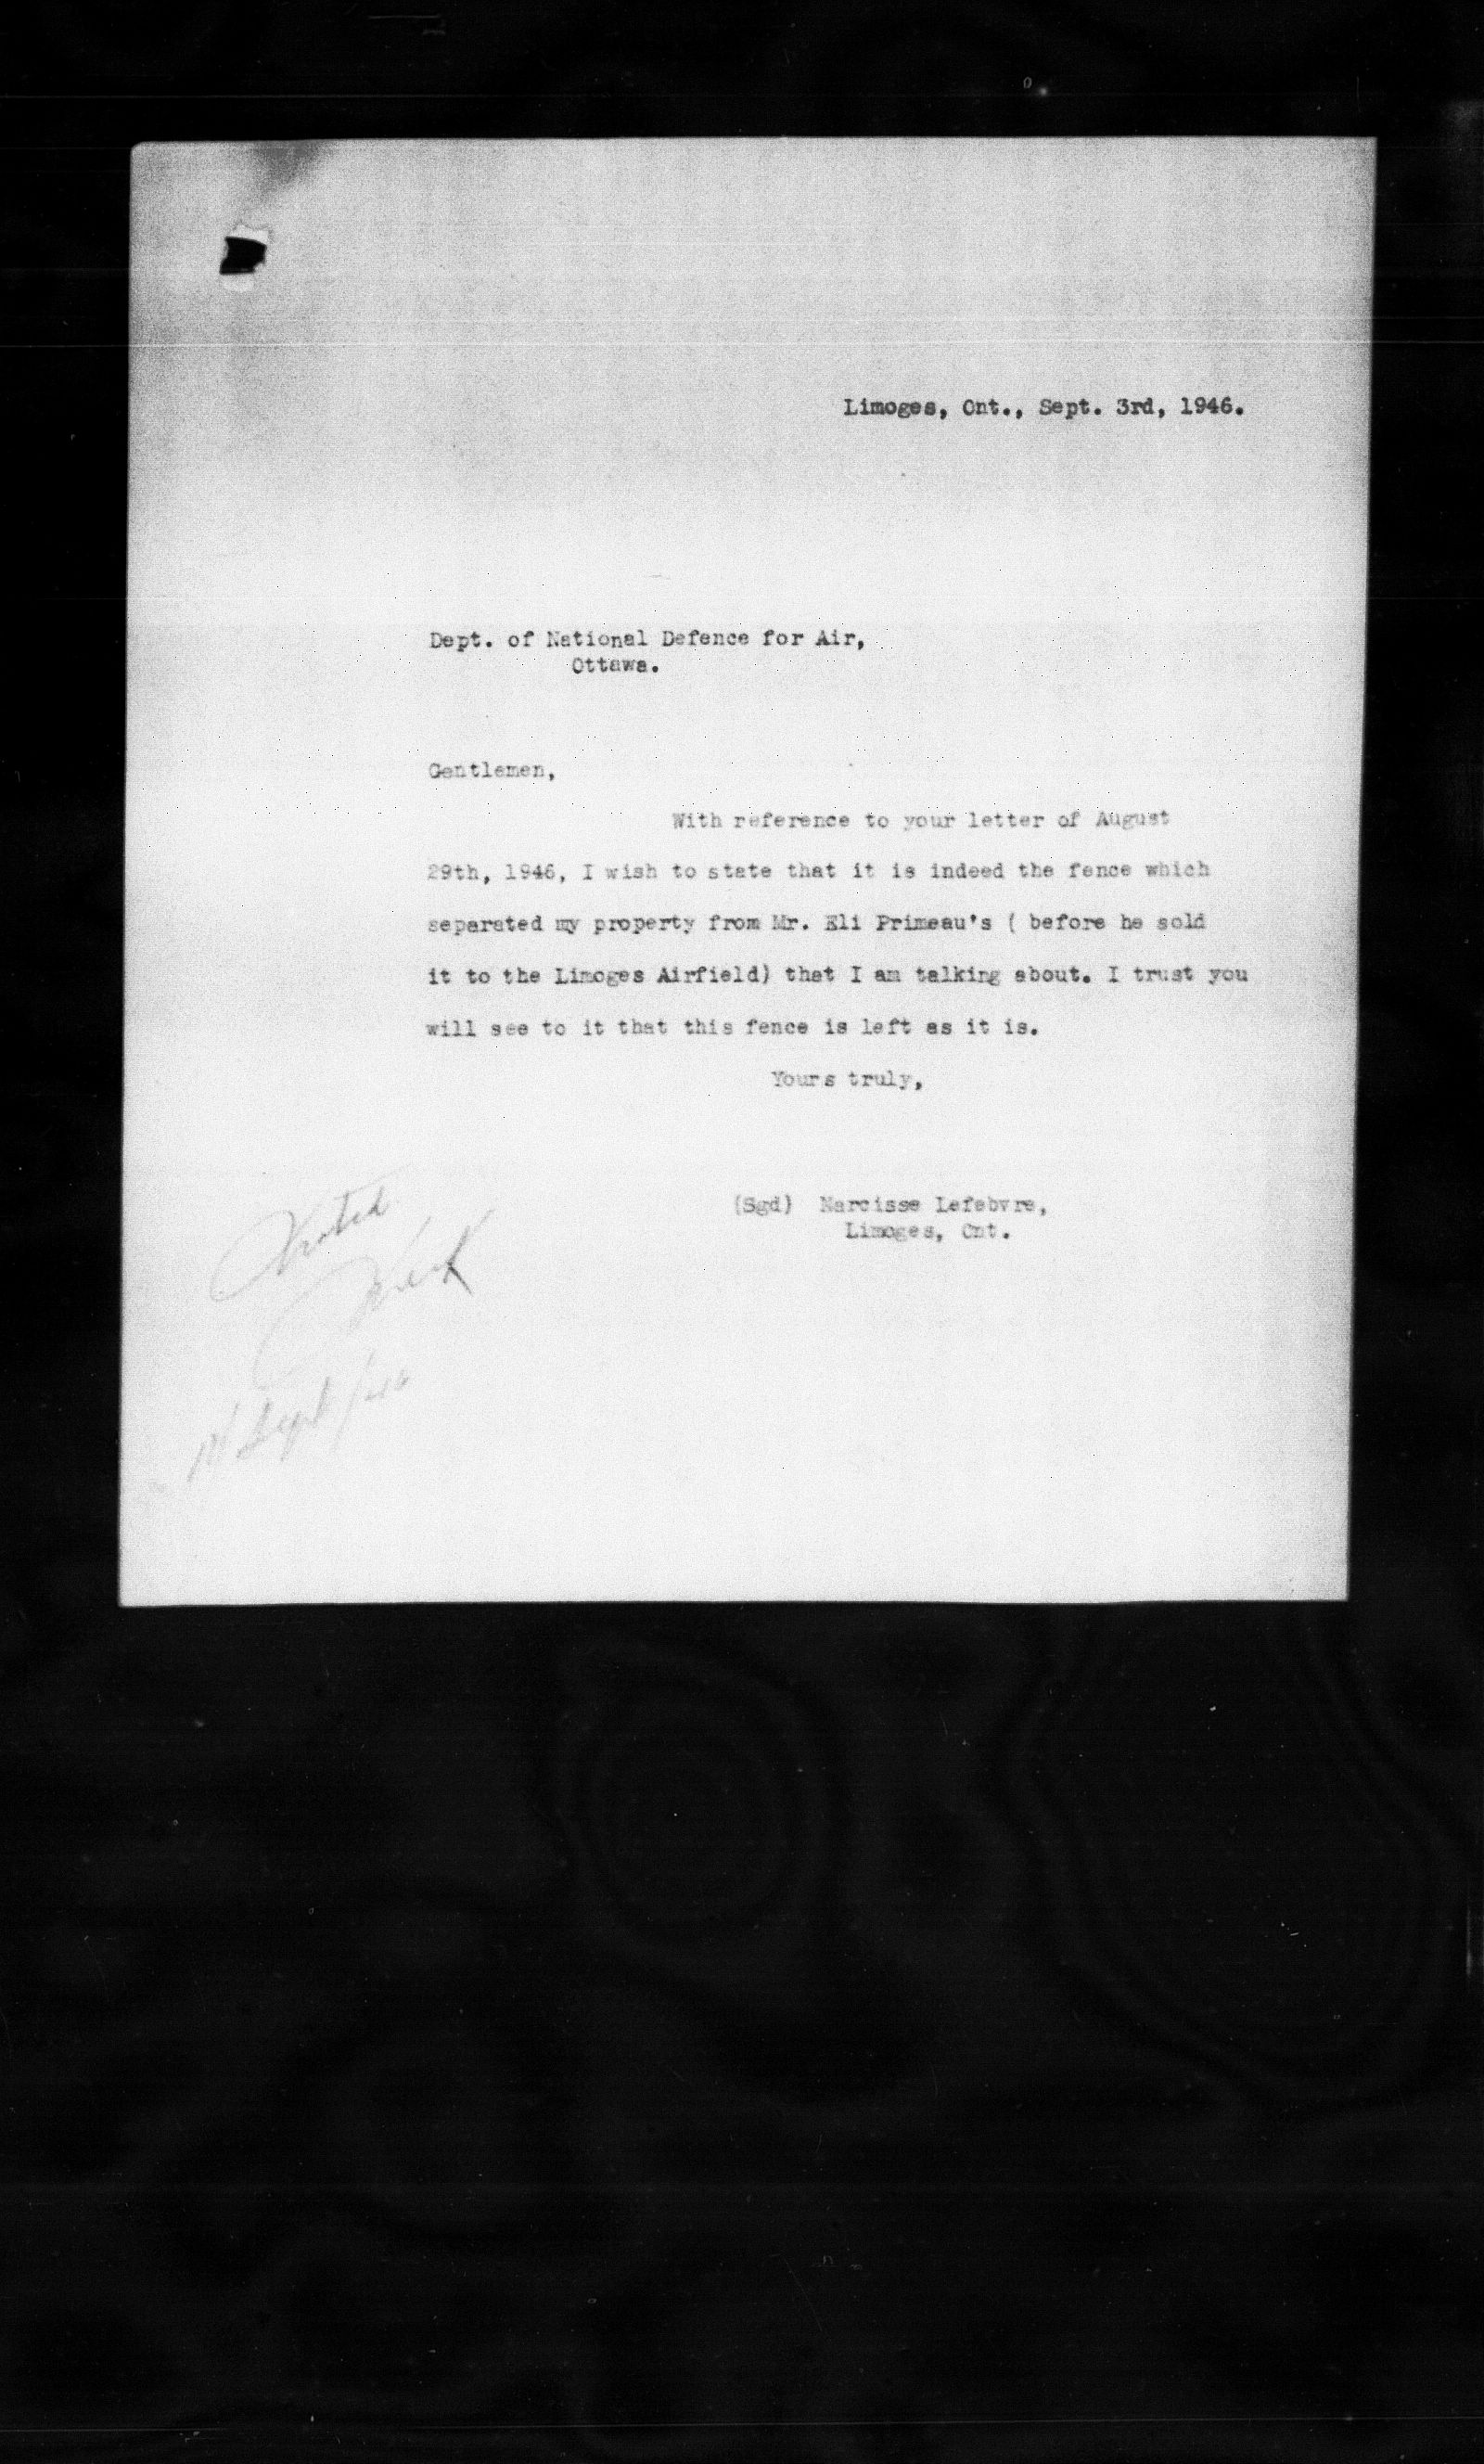 Limoges, Ont., Sept. 3rd, 1946.
Dept. of National Defence for Air,
Ottawa.
Gentlemen,
With reference to your letter of August
29th, 1946, I wish to state that it is indeed the fence which
separated my property from Mr. Eli Primeau's ( before he sold
it to the Limoges Airfield) that I am talking about. I trust you
will see to it that this fence is left as it is.
Yours truly,
(Sgd) Narcisse Lefebvre,
Limoges, Ont.
Noted
Sept/46